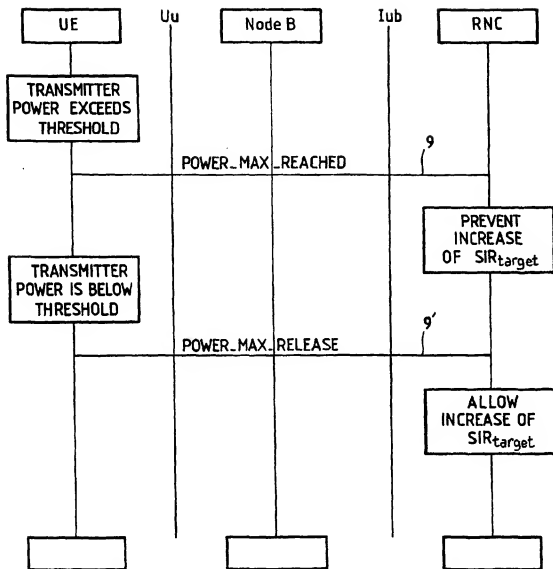 UE Uu Node B Iub RNC
TRANSMITTER
POWER EXCEEDS
THRESHOLD
POWER_MAX_REACHED 9
PREVENT
INCREASE
OF SIRtarget
TRANSMITTER
POWER IS BELOW
THRESHOLD
POWER_MAX_RELEASE 9'
ALLOW
INCREASE OF
SIRtarget